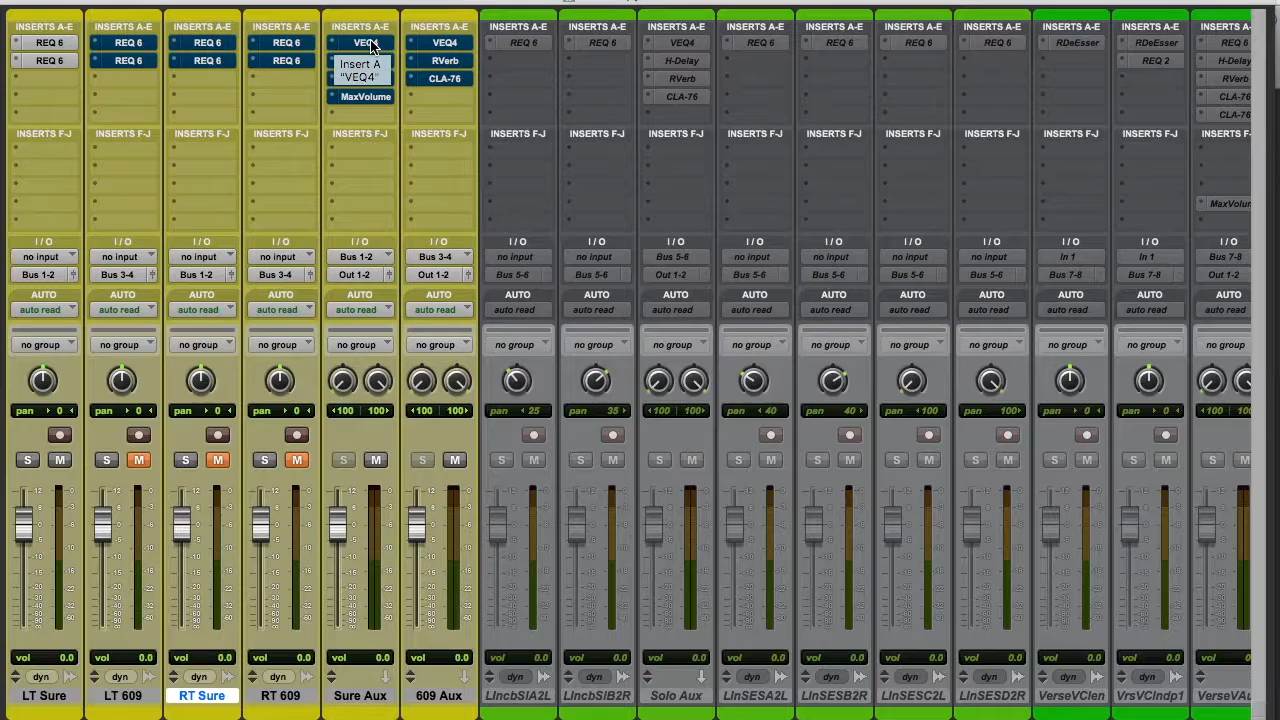 INSERTS A-E INSERTS A-E INSERTS A-E INSERTS A-E INSERTS A-E INSERTS A-E INSERTS A-E INSERTS A-E INSERTS A-E INSERTS A-E INSERTS A-E INSERTS A-E INSERTS A-E INSERTS A-E INSERTS A-E INSERTS A-E
REQ 6 REQ 6 REQ 6 REQ 6 VEQ4 VEQ4 REQ 6 REQ 6 VEQ4 REQ 6 REQ 6 REQ 6 REQ 6 RDeEsser RDeEsser REQ 6
REQ 6 REQ 6 REQ 6 REQ 6 Insert A RVerb H-Delay REQ 2 H-Delay
"VEQ4" CLA-76 RVerb RVerb
MaxVolume CLA-76 CLA-76
CLA-76
INSERTS F-J INSERTS F-J INSERTS F-J INSERTS F-J INSERTS F-J INSERTS F-J INSERTS F-J INSERTS F-J INSERTS F-J INSERTS F-J INSERTS F-J INSERTS F-J INSERTS F-J INSERTS F-J INSERTS F-J INSERTS F-
MaxVolum
I / O I / O I / O I / O I / O I / O I / O I / O I / O I / O I / O I / O I / O I / O I / O I / O
no input no input no input no input Bus 1-2 Bus 3-4 no input no input Bus 5-6 no input no input no input no input In 1 In 1 Bus 7-8
Bus 1-2 Bus 3-4 Bus 1-2 Bus 3-4 Out 1-2 Out 1-2 Bus 5-6 Bus 5-6 Out 1-2 Bus 5-6 Bus 5-6 Bus 5-6 Bus 5-6 Bus 7-8 Bus 7-8 Out 1-2
AUTO AUTO AUTO AUTO AUTO AUTO AUTO AUTO AUTO AUTO AUTO AUTO AUTO AUTO AUTO AUTO
auto read auto read auto read auto read auto read auto read auto read auto read auto read auto read auto read auto read auto read auto read auto read auto read
no group no group no group no group no group no group no group no group no group no group no group no group no group no group no group no group
pan 0 pan 0 pan 0 pan 0 100 100 100 100 pan 25 pan 35 100 100 pan 40 pan 40 pan 100 pan 100 pan 0 pan 0 100 100
S M S M S M S M S M S M S M S M S M S M S M S M S M S M S M S M
vol 0.0 vol 0.0 vol 0.0 vol 0.0 vol 0.0 vol 0.0 vol 0.0 vol 0.0 vol 0.0 vol 0.0 vol 0.0 vol 0.0 vol 0.0 vol 0.0 vol 0.0 vol 0.0
dyn dyn dyn dyn dyn dyn dyn dyn dyn dyn dyn dyn
LT Sure LT 609 RT Sure RT 609 Sure Aux 609 Aux LIncbSIA2L LIncbSIB2R Solo Aux LInSESA2L LInSESB2R LInSESC2L LInSESD2R VerseVClen VrsVClndp1 VerseVAu